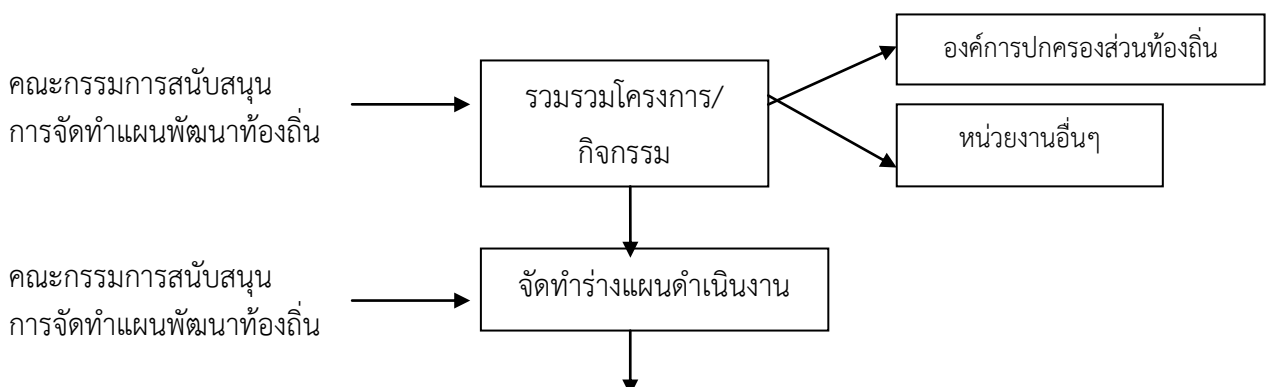 องค์การปกครองส่วนท้องถิ่น
คณะกรรมการสนับสนุน
การจัดทำแผนพัฒนาท้องถิ่น
รวมรวมโครงการ/
กิจกรรม
หน่วยงานอื่นๆ
คณะกรรมการสนับสนุน
การจัดทำแผนพัฒนาท้องถิ่น
จัดทำร่างแผนดำเนินงาน